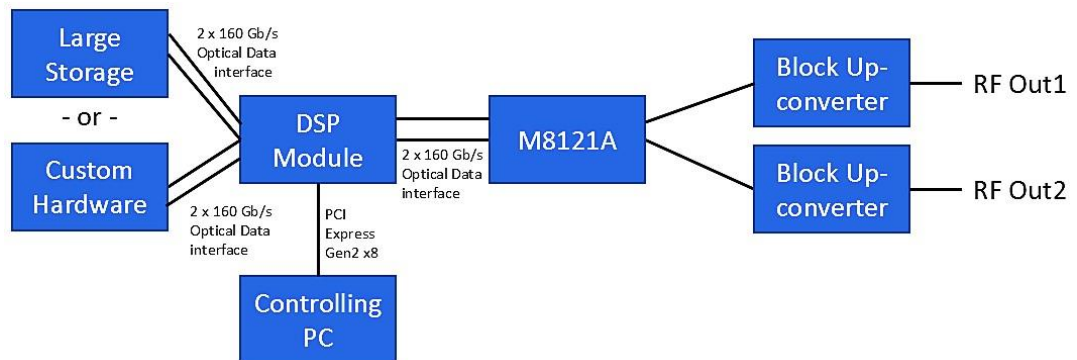 Large
Storage
- or -
Custom
Hardware
2 x 160 Gb/s
Optical Data
interface
2 x 160 Gb/s
Optical Data
interface
DSP
Module
PCI
Express
Gen2 x8
Controlling
PC
2 x 160 Gb/s
Optical Data
interface
M8121A
Block Up-
converter
RF Out1
Block Up-
converter
RF Out2